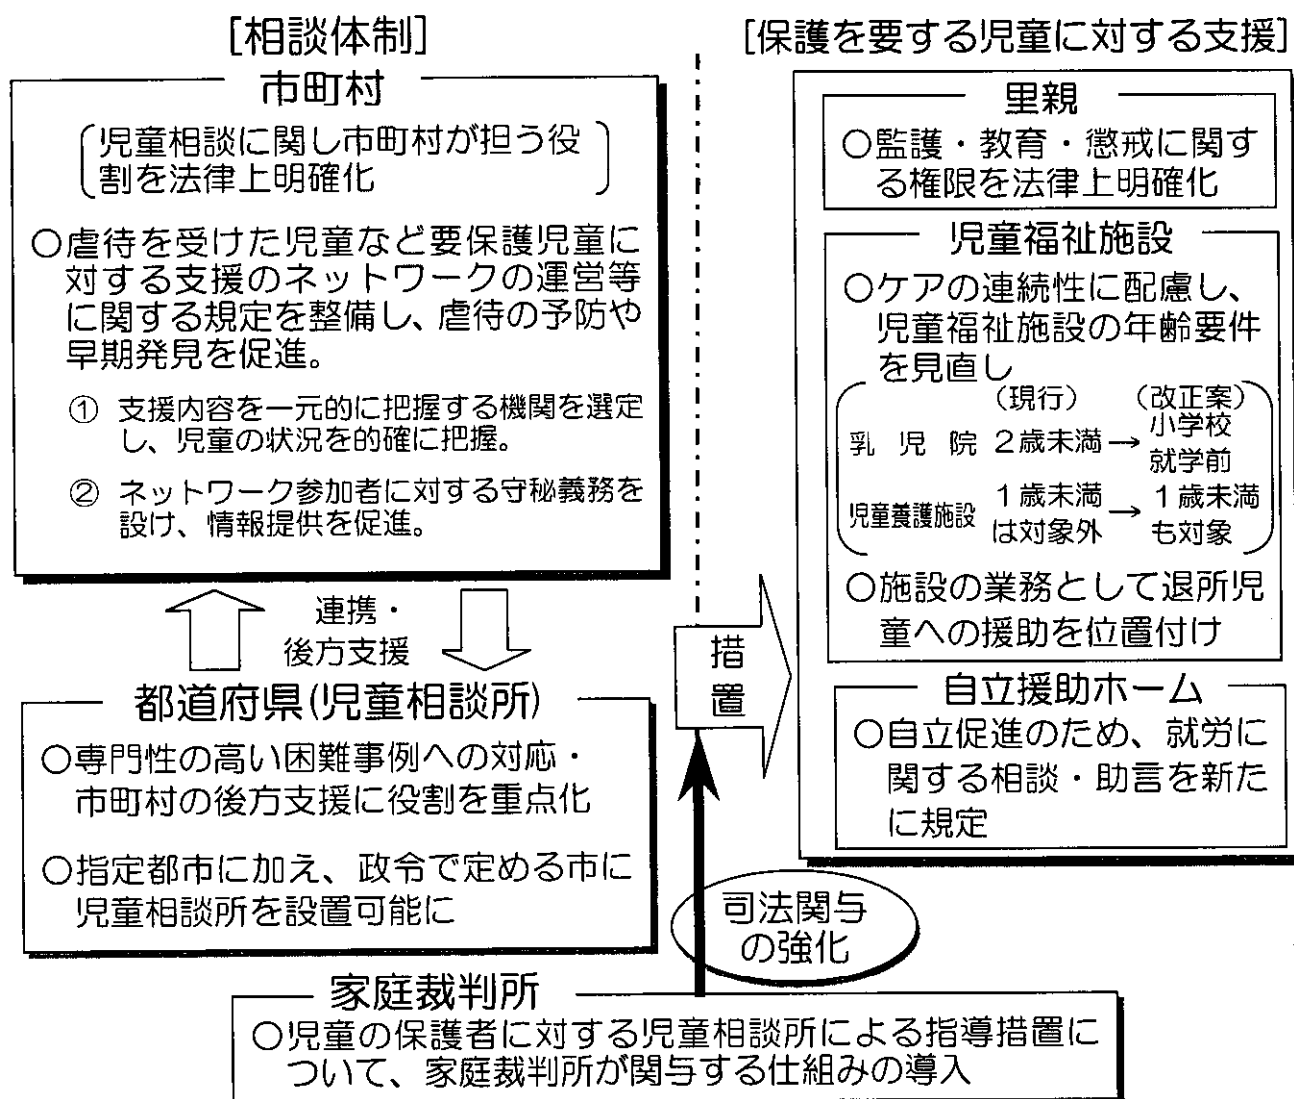 [相談体制]
市町村
児童相談に関し市町村が担う役
割を法律上明確化
○虐待を受けた児童など要保護児童に
対する支援のネットワークの運営等
に関する規定を整備し、虐待の予防や
早期発見を促進。
① 支援内容を一元的に把握する機関を選定
し、児童の状況を的確に把握。
② ネットワーク参加者に対する守秘義務を
設け、情報提供を促進。
連携・
後方支援
都道府県(児童相談所)
○専門性の高い困難事例への対応・
市町村の後方支援に役割を重点化
○指定都市に加え、政令で定める市に
児童相談所を設置可能に
措
置
司法関与
の強化
家庭裁判所
○児童の保護者に対する児童相談所による指導措置に
ついて、家庭裁判所が関与する仕組みの導入
[保護を要する児童に対する支援]
里親
○監護・教育・懲戒に関す
る権限を法律上明確化
児童福祉施設
○ケアの連続性に配慮し、
児童福祉施設の年齢要件
を見直し
(現行) (改正案)
乳児院 2歳未満→小学校
就学前
児童養護施設 1歳未満 → 1歳未満
は対象外 も対象
○施設の業務として退所児
童への援助を位置付け
自立援助ホーム
○自立促進のため、就労に
関する相談・助言を新た
に規定